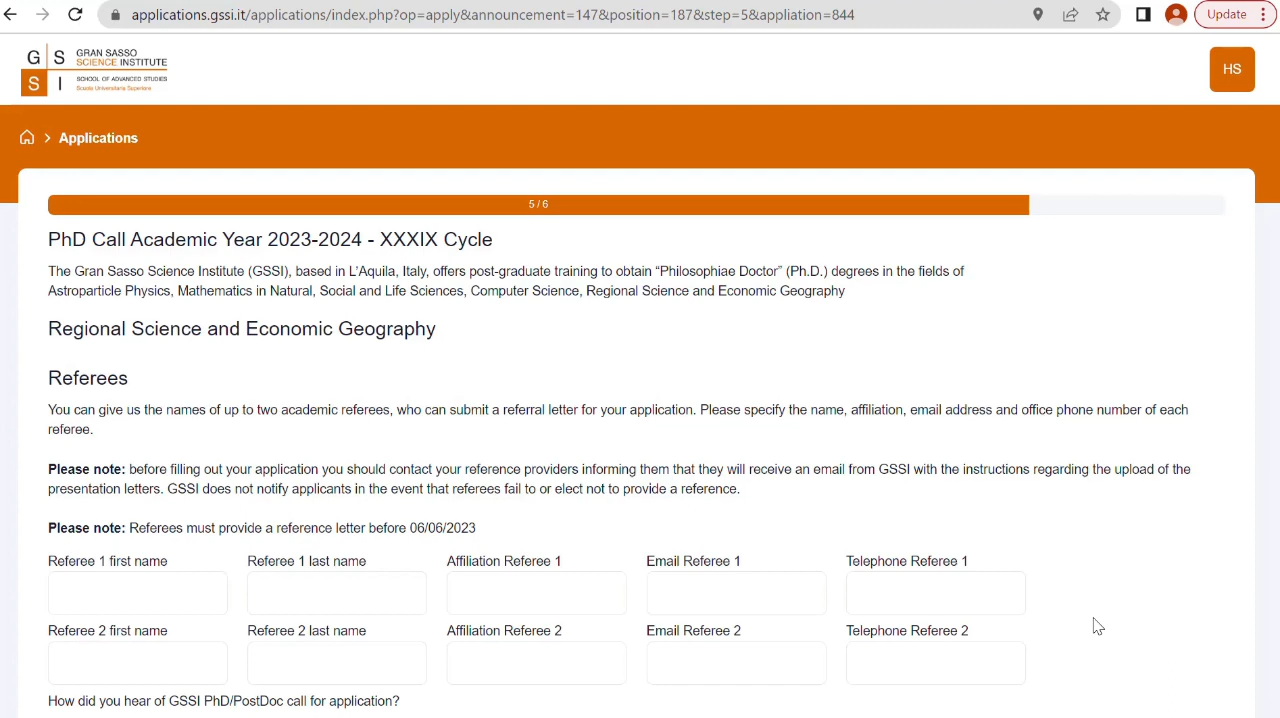 applications.gssi.it/applications/index.php?op=apply&announcement=147&position=187&step=5&appliation=844
Update
G S
S I
GRAN SASSO
SCIENCE INSTITUTE
SCHOOL OF ADVANCED STUDIES
Scuola Universitaria Superiore
HS
Applications
5 / 6
PhD Call Academic Year 2023-2024 - XXXIX Cycle
The Gran Sasso Science Institute (GSSI), based in L'Aquila, Italy, offers post-graduate training to obtain “Philosophiae Doctor” (Ph.D.) degrees in the fields of
Astroparticle Physics, Mathematics in Natural, Social and Life Sciences, Computer Science, Regional Science and Economic Geography
Regional Science and Economic Geography
Referees
You can give us the names of up to two academic referees, who can submit a referral letter for your application. Please specify the name, affiliation, email address and office phone number of each
referee.
Please note: before filling out your application you should contact your reference providers informing them that they will receive an email from GSSI with the instructions regarding the upload of the
presentation letters. GSSI does not notify applicants in the event that referees fail to or elect not to provide a reference.
Please note: Referees must provide a reference letter before 06/06/2023
Referee 1 first name Referee 1 last name Affiliation Referee 1 Email Referee 1 Telephone Referee 1
Referee 2 first name Referee 2 last name Affiliation Referee 2 Email Referee 2 Telephone Referee 2
How did you hear of GSSI PhD/PostDoc call for application?